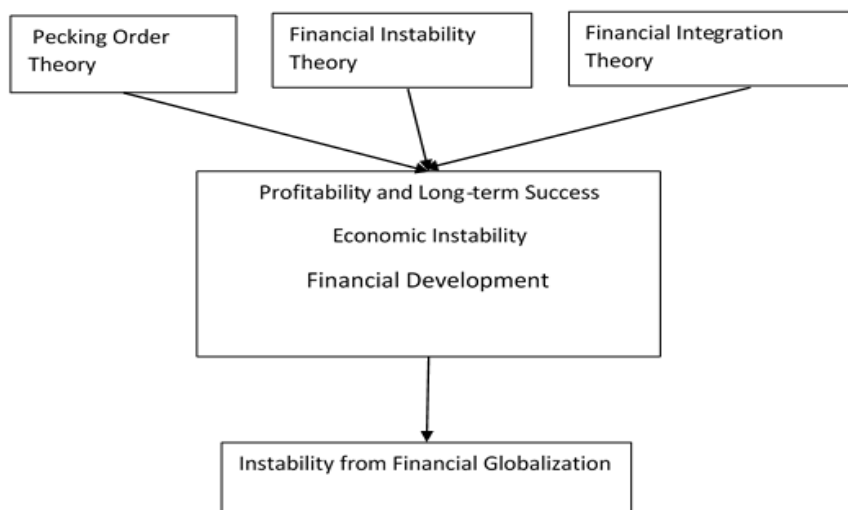 Pecking Order
Theory
Financial Instability
Theory
Financial Integration
Theory
Profitability and Long-term Success
Economic Instability
Financial Development
Instability from Financial Globalization